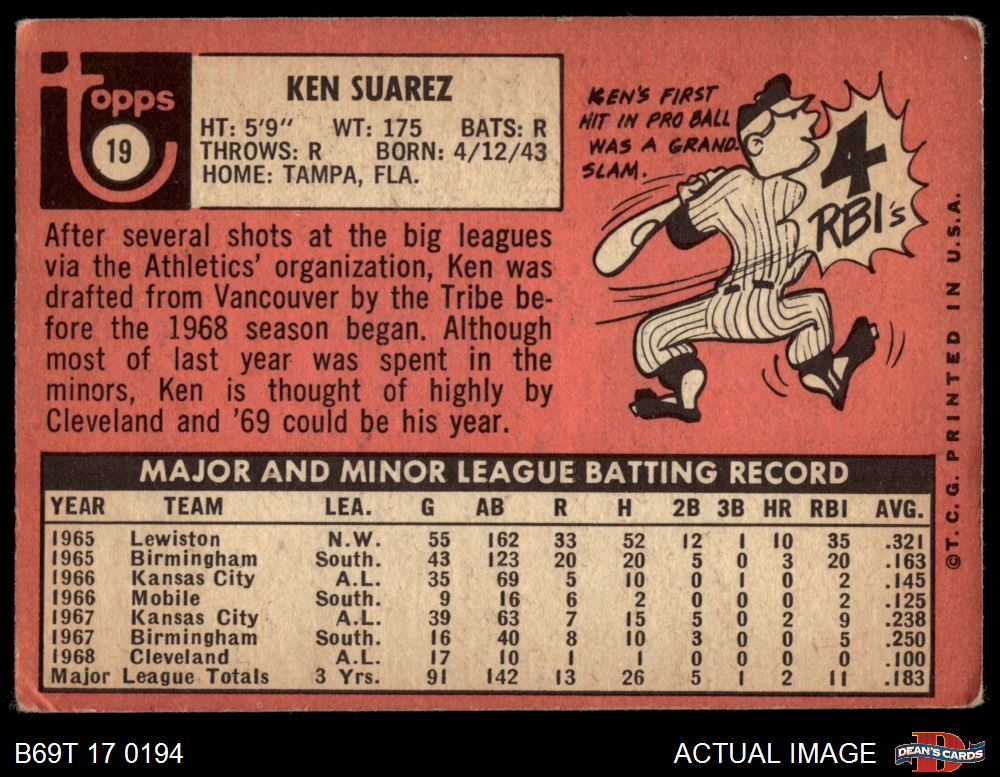 Topps
19
KEN SUAREZ
HT: 5'9" WT: 175 BATS: R
THROWS: R BORN: 4/12/43
HOME: TAMPA, FLA.
After several shots at the big leagues
via the Athletics' organization, Ken was
drafted from Vancouver by the Tribe be-
fore the 1968 season began. Although
most of last year was spent in the
minors, Ken is thought of highly by
Cleveland and '69 could be his year.
KEN'S FIRST
HIT IN PRO BALL
WAS A GRAND
SLAM.
4
RBI's
MAJOR AND MINOR LEAGUE BATTING RECORD
YEAR TEAM LEA. G AB R H 2B 3B HR RBI AVG.
1965 Lewiston N.W. 55 162 33 52 12 1 10 35 .321
1965 Birmingham South. 43 123 20 20 5 0 3 20 .163
1966 Kansas City A.L. 35 69 5 10 0 1 0 2 .145
1966 Mobile South. 9 16 6 2 0 0 0 2 .125
1967 Kansas City A.L. 39 63 7 15 5 0 2 9 .238
1967 Birmingham South. 16 40 8 10 3 0 0 5 .250
1968 Cleveland A.L. 17 10 1 1 0 0 0 0 .100
Major League Totals 3 Yrs. 91 142 13 26 5 1 2 11 .183
©T.C.G. PRINTED IN U.S.A.
B69T 17 0194
ACTUAL IMAGE
D
DEAN'S CARDS